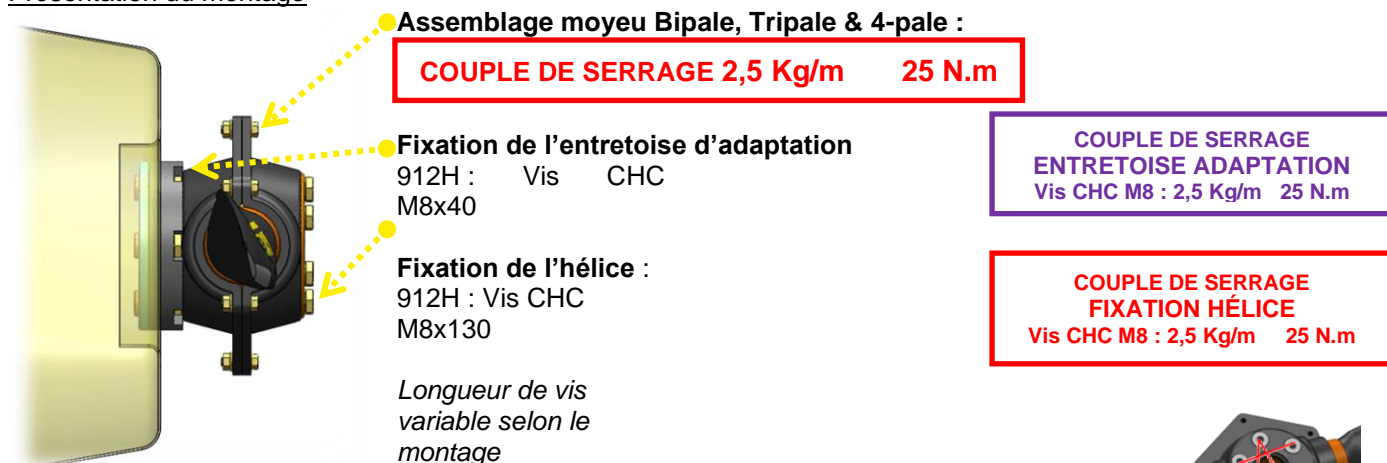 Présentation du montage
Assemblage moyeu Bipale, Tripale & 4-pale :
COUPLE DE SERRAGE 2,5 Kg/m 25 N.m
Fixation de l’entretoise d’adaptation
912H : Vis CHC
M8x40
COUPLE DE SERRAGE
ENTRETOISE ADAPTATION
Vis CHC M8 : 2,5 Kg/m 25 N.m
Fixation de l’hélice :
912H : Vis CHC
M8x130
COUPLE DE SERRAGE
FIXATION HÉLICE
Vis CHC M8 : 2,5 Kg/m 25 N.m
Longueur de vis
variable selon le
montage